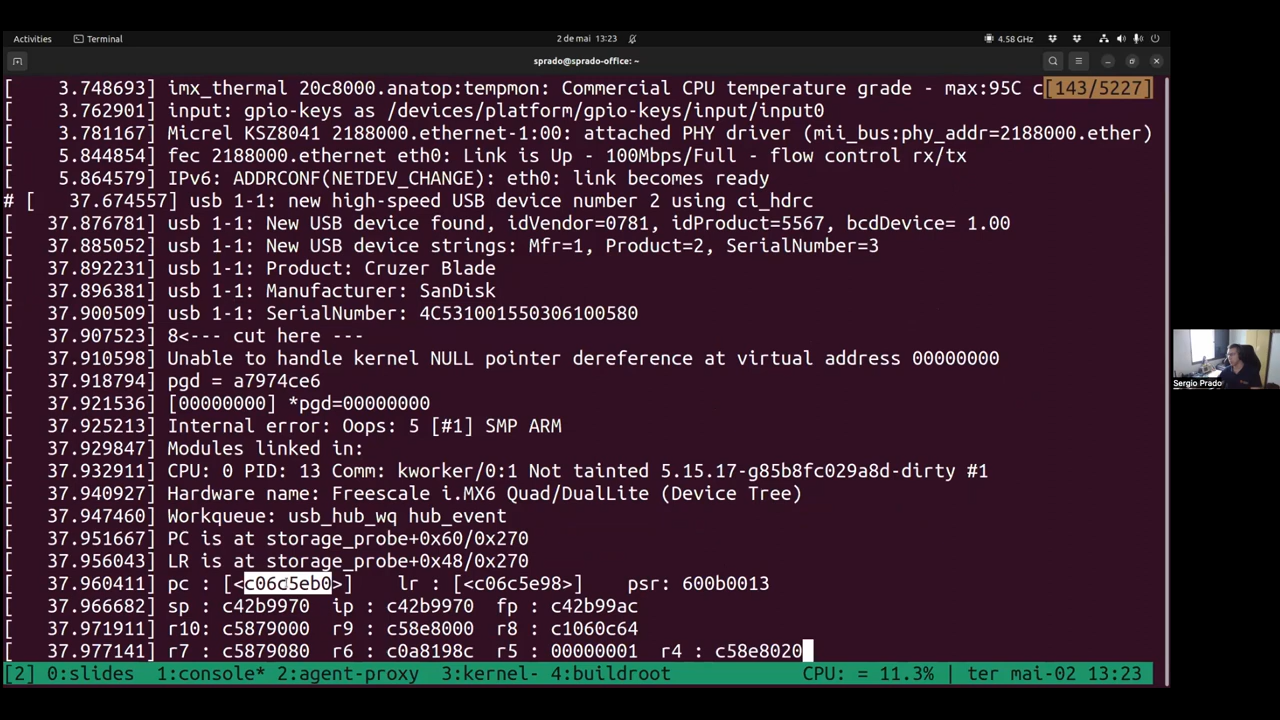 Activities Terminal 2 de mai 13:23 4.58 GHz
sprado@sprado-office: ~
[    3.748693] imx_thermal 20c8000.anatop:tempmon: Commercial CPU temperature grade - max:95C c[143/5227]
[    3.762901] input: gpio-keys as /devices/platform/gpio-keys/input/input0
[    3.781167] Micrel KSZ8041 2188000.ethernet-1:00: attached PHY driver (mii_bus:phy_addr=2188000.ether)
[    5.844854] fec 2188000.ethernet eth0: Link is Up - 100Mbps/Full - flow control rx/tx
[    5.864579] IPv6: ADDRCONF(NETDEV_CHANGE): eth0: link becomes ready
# [   37.674557] usb 1-1: new high-speed USB device number 2 using ci_hdrc
[   37.876781] usb 1-1: New USB device found, idVendor=0781, idProduct=5567, bcdDevice= 1.00
[   37.885052] usb 1-1: New USB device strings: Mfr=1, Product=2, SerialNumber=3
[   37.892231] usb 1-1: Product: Cruzer Blade
[   37.896381] usb 1-1: Manufacturer: SanDisk
[   37.900509] usb 1-1: SerialNumber: 4C531001550306100580
[   37.907523] 8<--- cut here ---
[   37.910598] Unable to handle kernel NULL pointer dereference at virtual address 00000000
[   37.918794] pgd = a7974ce6
[   37.921536] [00000000] *pgd=00000000
[   37.925213] Internal error: Oops: 5 [#1] SMP ARM
[   37.929847] Modules linked in:
[   37.932911] CPU: 0 PID: 13 Comm: kworker/0:1 Not tainted 5.15.17-g85b8fc029a8d-dirty #1
[   37.940927] Hardware name: Freescale i.MX6 Quad/DualLite (Device Tree)
[   37.947460] Workqueue: usb_hub_wq hub_event
[   37.951667] PC is at storage_probe+0x60/0x270
[   37.956043] LR is at storage_probe+0x48/0x270
[   37.960411] pc : [<c06c5eb0>]    lr : [<c06c5e98>]    psr: 600b0013
[   37.966682] sp : c42b9970  ip : c42b9970  fp : c42b99ac
[   37.971911] r10: c5879000  r9 : c58e8000  r8 : c1060c64
[   37.977141] r7 : c5879080  r6 : c0a8198c  r5 : 00000001  r4 : c58e8020
[2] 0:slides  1:console* 2:agent-proxy  3:kernel- 4:buildroot CPU: = 11.3% | ter mai-02 13:23
Sergio Prado